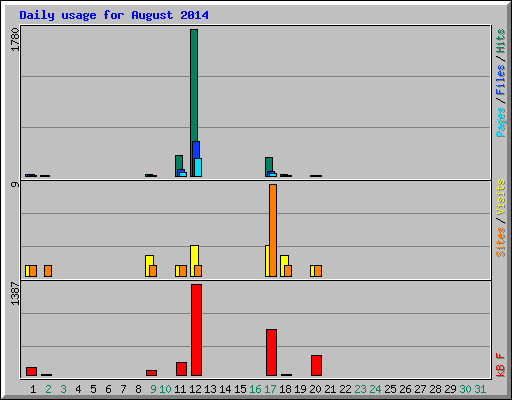 Daily usage for August 2014
1780
Pages / Files / Hits
9
Sites / Visits
1387
kB F
1 2 3 4 5 6 7 8 9 10 11 12 13 14 15 16 17 18 19 20 21 22 23 24 25 26 27 28 29 30 31